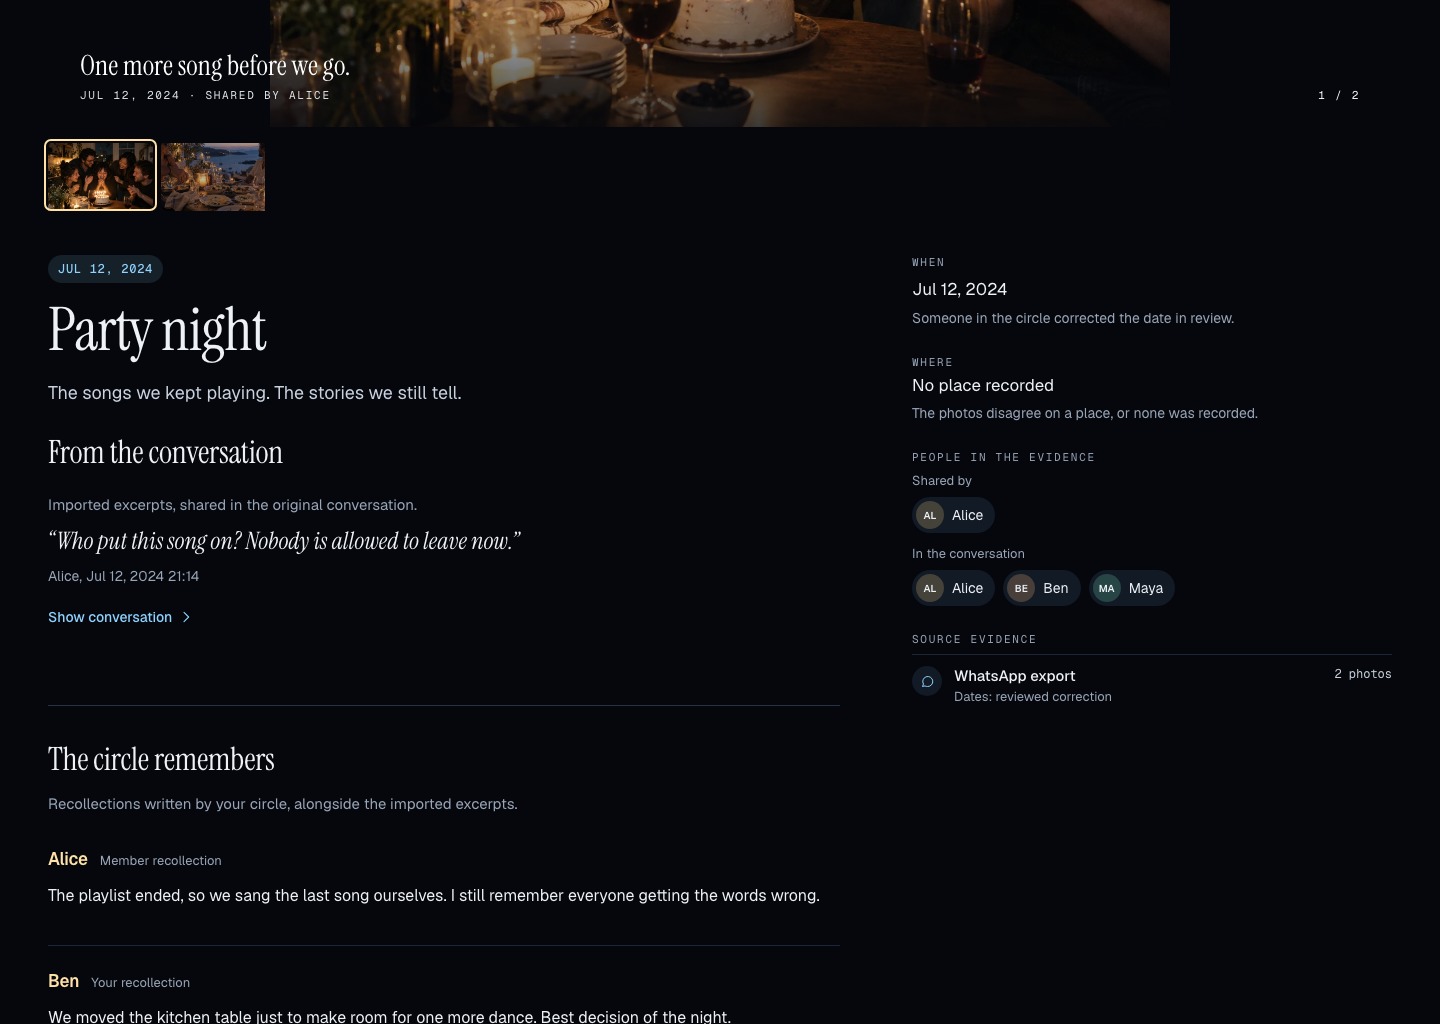 One more song before we go.
JUL 12, 2024 · SHARED BY ALICE
1 / 2
JUL 12, 2024
Party night
The songs we kept playing. The stories we still tell.
From the conversation
Imported excerpts, shared in the original conversation.
“Who put this song on? Nobody is allowed to leave now.”
Alice, Jul 12, 2024 21:14
Show conversation
The circle remembers
Recollections written by your circle, alongside the imported excerpts.
Alice Member recollection
The playlist ended, so we sang the last song ourselves. I still remember everyone getting the words wrong.
Ben Your recollection
We moved the kitchen table just to make room for one more dance. Best decision of the night.
WHEN
Jul 12, 2024
Someone in the circle corrected the date in review.
WHERE
No place recorded
The photos disagree on a place, or none was recorded.
PEOPLE IN THE EVIDENCE
Shared by
AL Alice
In the conversation
AL Alice BE Ben MA Maya
SOURCE EVIDENCE
WhatsApp export 2 photos
Dates: reviewed correction